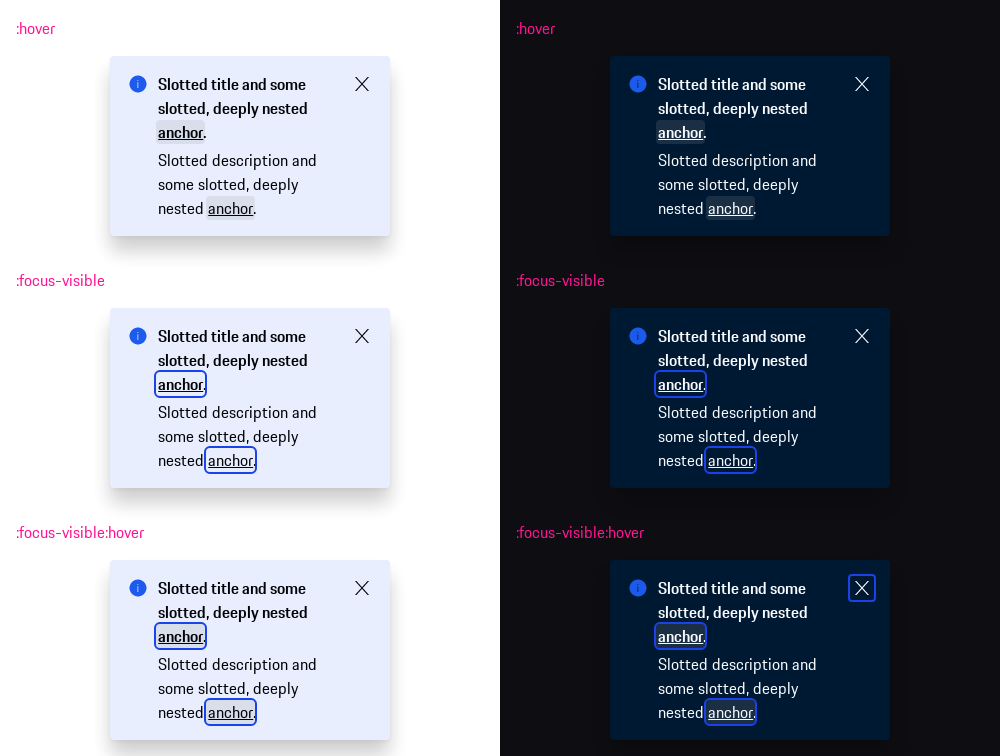 :hover
Slotted title and some
slotted, deeply nested
anchor.
Slotted description and
some slotted, deeply
nested anchor.
:focus-visible
Slotted title and some
slotted, deeply nested
anchor.
Slotted description and
some slotted, deeply
nested anchor.
:focus-visible:hover
Slotted title and some
slotted, deeply nested
anchor.
Slotted description and
some slotted, deeply
nested anchor.
:hover
Slotted title and some
slotted, deeply nested
anchor.
Slotted description and
some slotted, deeply
nested anchor.
:focus-visible
Slotted title and some
slotted, deeply nested
anchor.
Slotted description and
some slotted, deeply
nested anchor.
:focus-visible:hover
Slotted title and some
slotted, deeply nested
anchor.
Slotted description and
some slotted, deeply
nested anchor.